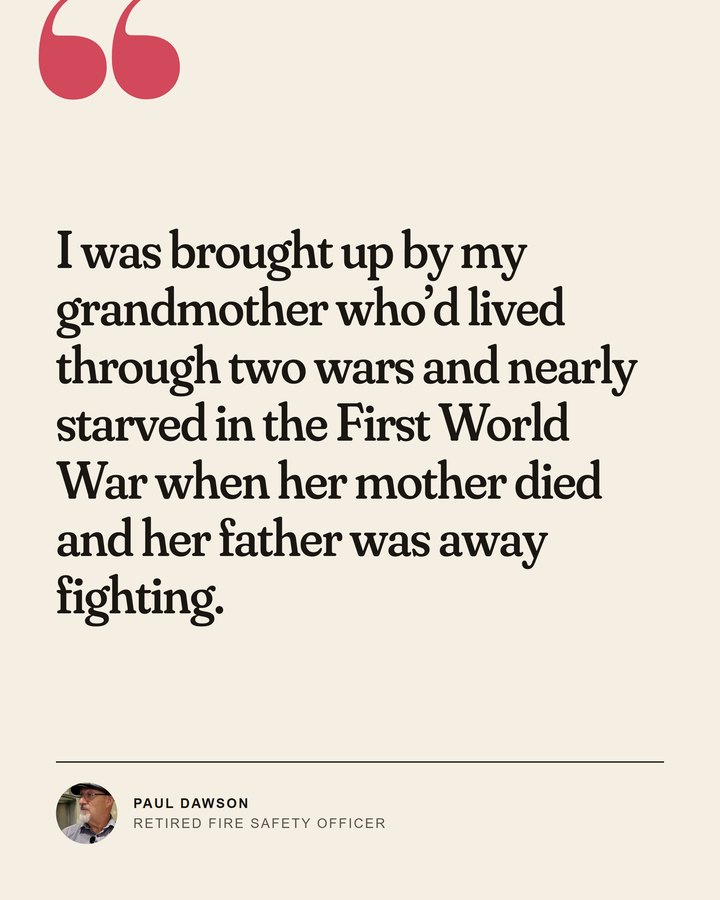 I was brought up by my
grandmother who’d lived
through two wars and nearly
starved in the First World
War when her mother died
and her father was away
fighting.
PAUL DAWSON
RETIRED FIRE SAFETY OFFICER